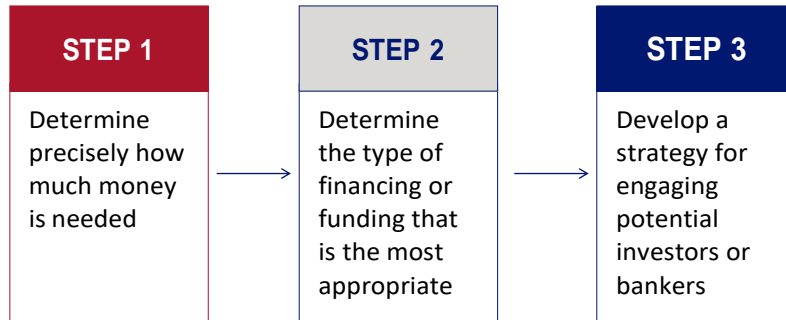 STEP 1
Determine
precisely how
much money
is needed
STEP 2
Determine
the type of
financing or
funding that
is the most
appropriate
STEP 3
Develop a
strategy for
engaging
potential
investors or
bankers